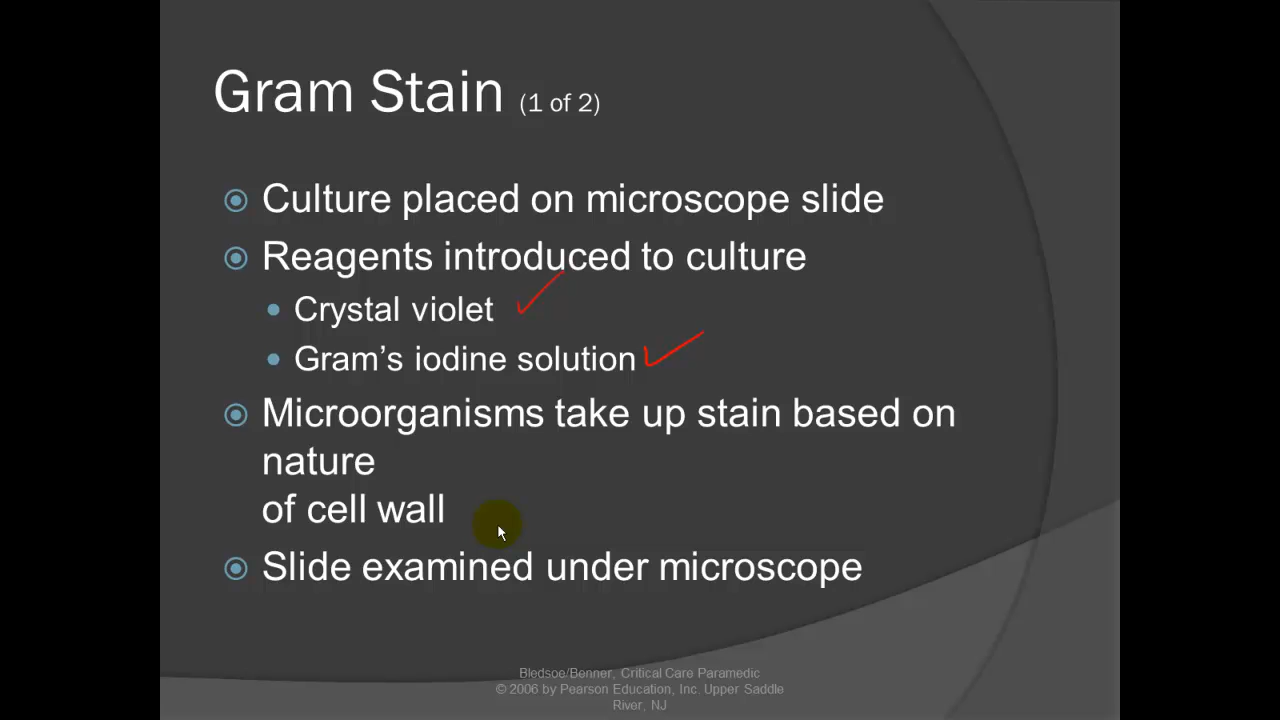 Gram Stain (1 of 2)
Culture placed on microscope slide
Reagents introduced to culture
Crystal violet
Gram's iodine solution
Microorganisms take up stain based on
nature
of cell wall
Slide examined under microscope
Bledsoe/Benner, Critical Care Paramedic
© 2006 by Pearson Education, Inc. Upper Saddle
River, NJ